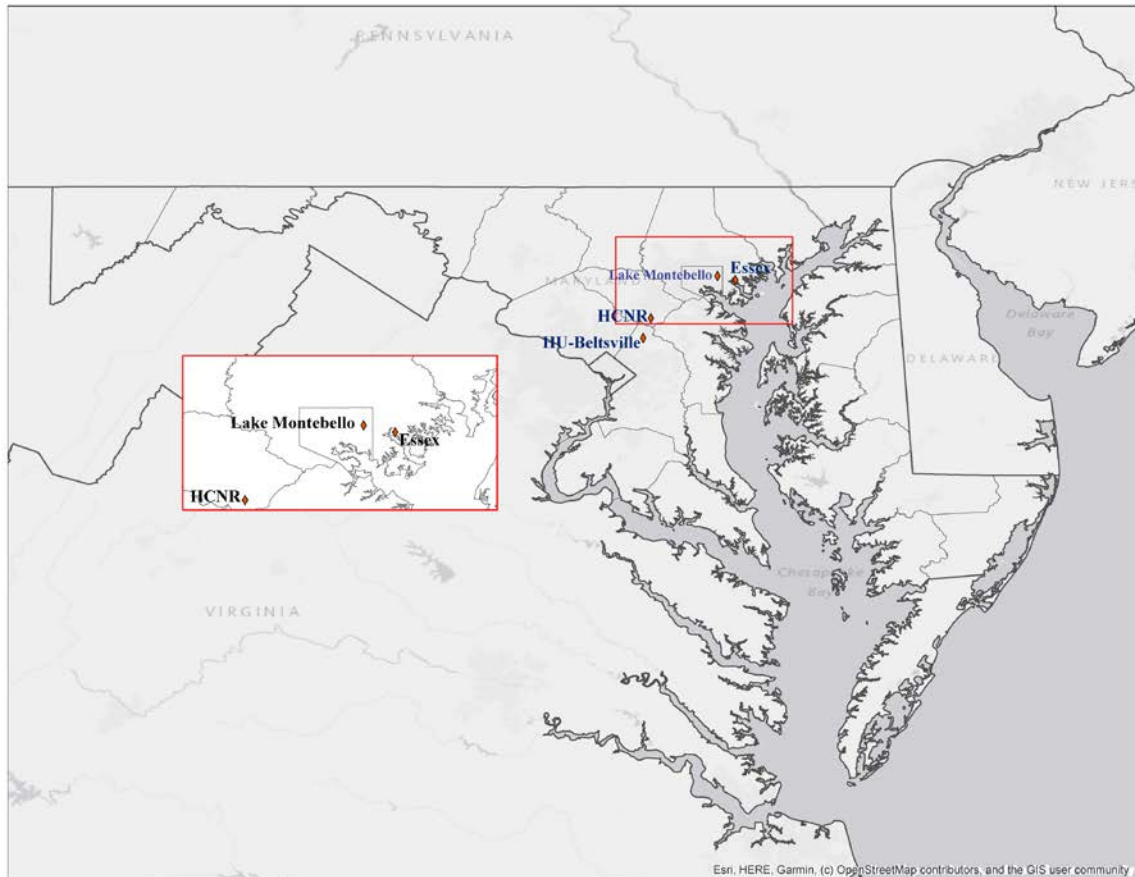 PENNSYLVANIA
NEW JERS
Lake Montebello
Essex
MARYLAND
HCNR
HU-Beltsville
Delaware
Bay
DELAWARE
Lake Montebello
Essex
HCNR
Chesapeake
Bay
VIRGINIA
Esri, HERE, Garmin, (c) OpenStreetMap contributors, and the GIS user community